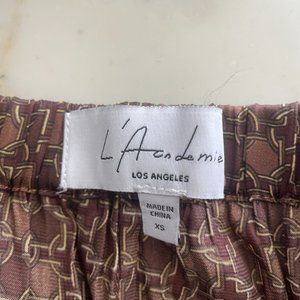 L'Academie
LOS ANGELES
MADE IN
CHINA
XS